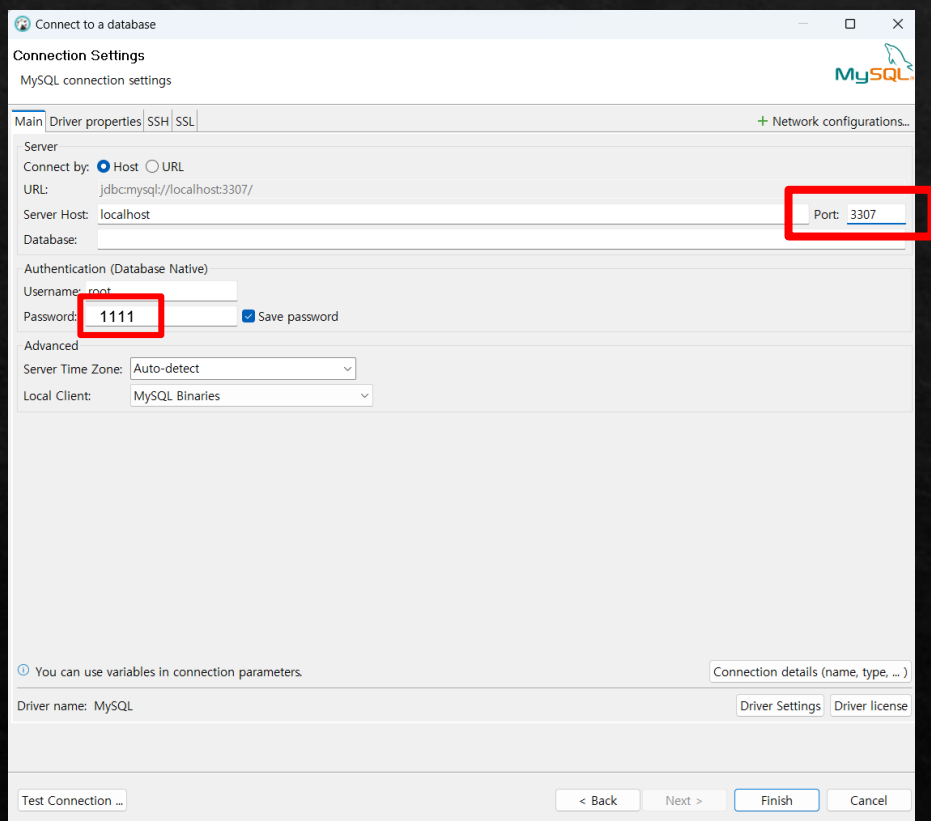 Connect to a database
Connection Settings
MySQL connection settings
MySQL
Main Driver properties SSH SSL + Network configurations...
Server
Connect by: Host URL
URL: jdbc:mysql://localhost:3307/
Server Host: localhost Port: 3307
Database:
Authentication (Database Native)
Username: root
Password: 1111 Save password
Advanced
Server Time Zone: Auto-detect
Local Client: MySQL Binaries
You can use variables in connection parameters.
Connection details (name, type, ... )
Driver name: MySQL
Driver Settings Driver license
Test Connection ... < Back Next > Finish Cancel